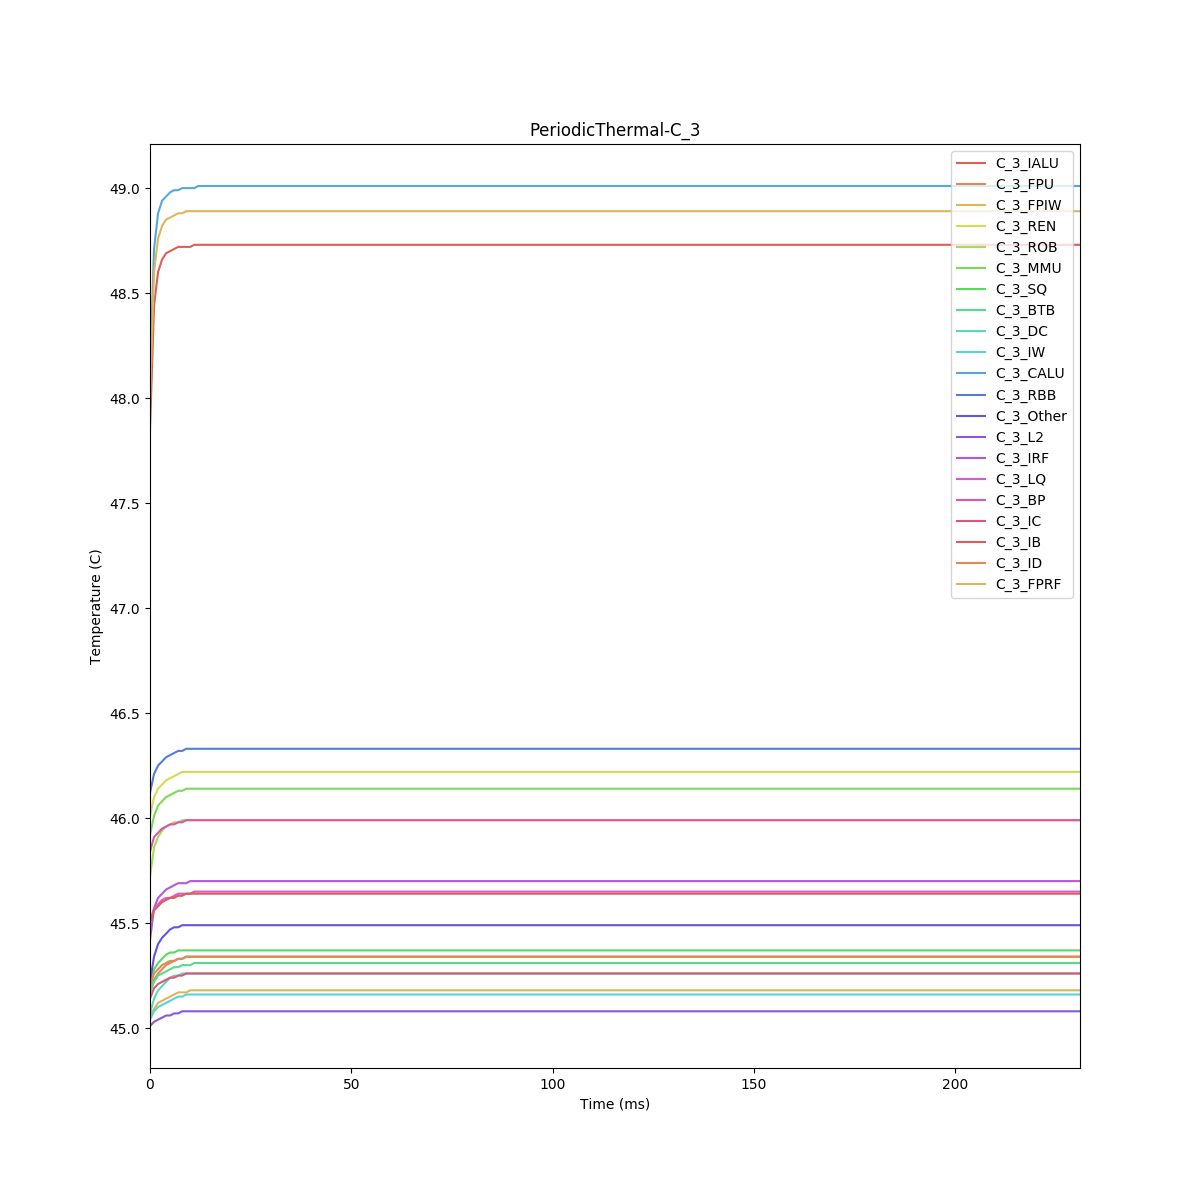 PeriodicThermal-C_3
49.0
48.5
48.0
47.5
47.0
46.5
46.0
45.5
45.0
Temperature (C)
0
50
100
150
200
Time (ms)
C_3_IALU
C_3_FPU
C_3_FPIW
C_3_REN
C_3_ROB
C_3_MMU
C_3_SQ
C_3_BTB
C_3_DC
C_3_IW
C_3_CALU
C_3_RBB
C_3_Other
C_3_L2
C_3_IRF
C_3_LQ
C_3_BP
C_3_IC
C_3_IB
C_3_ID
C_3_FPRF